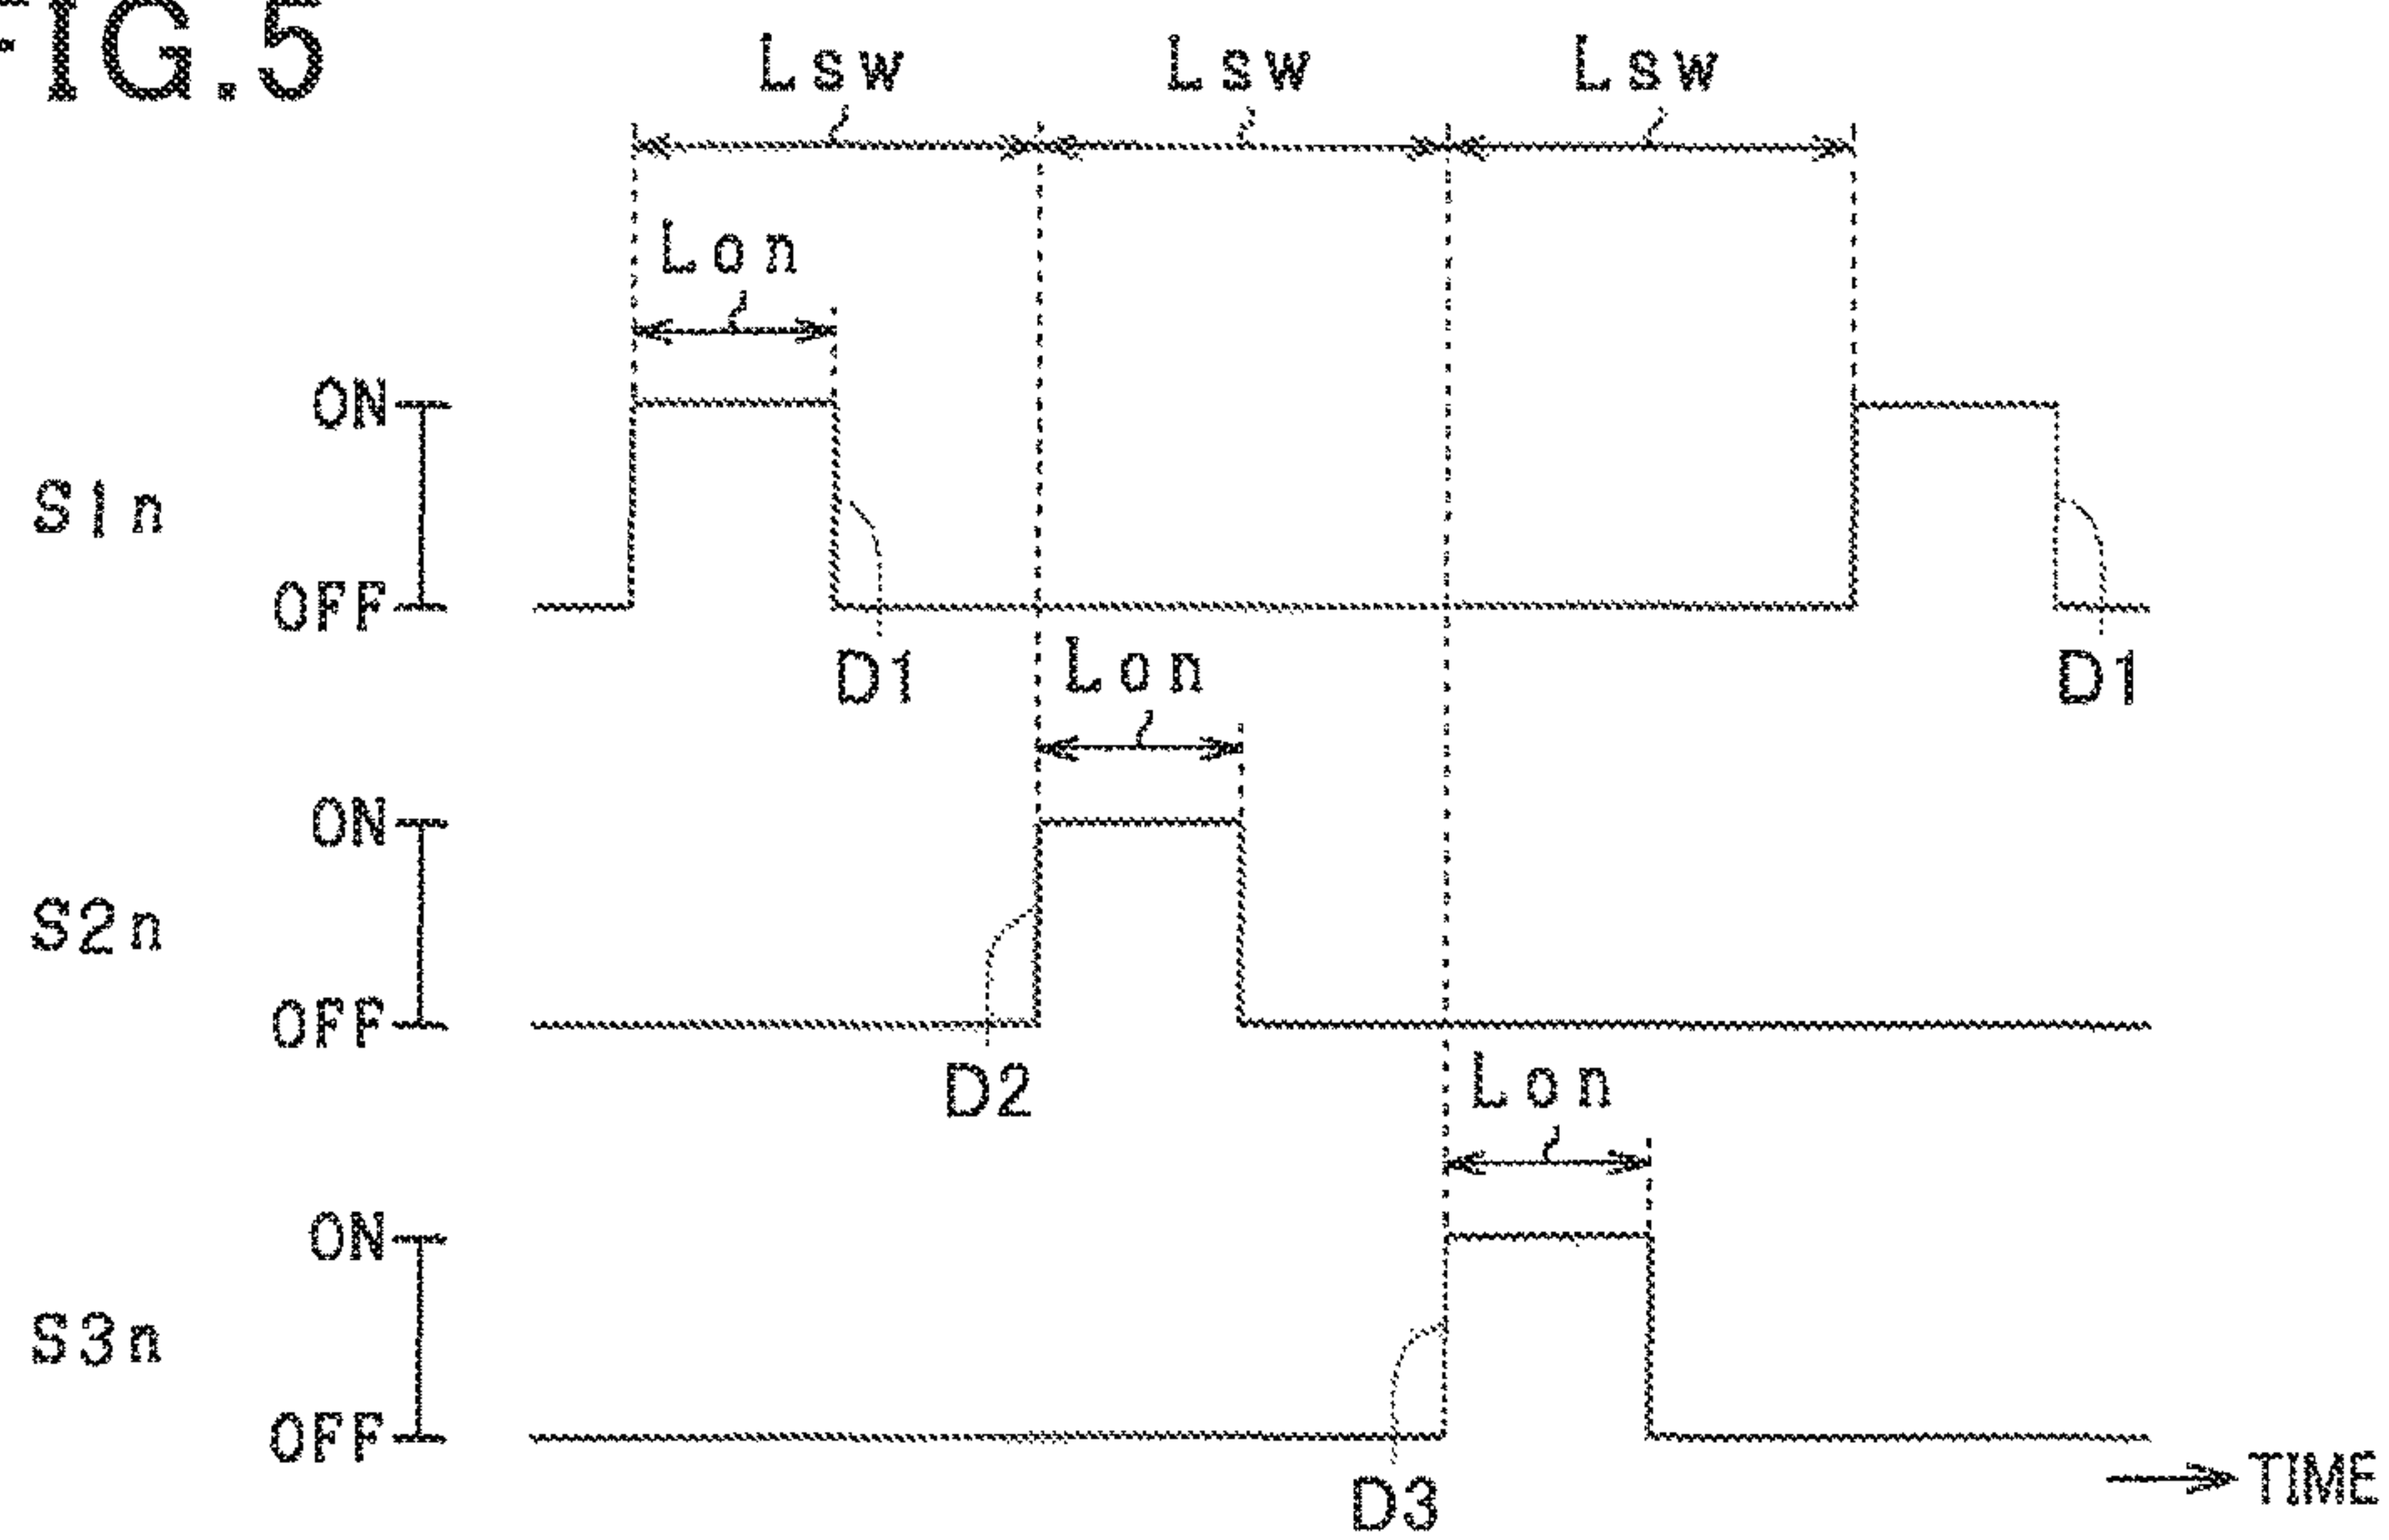 FIG.5
Lsw Lsw Lsw
Lon
ON
S1n
OFF
D1 D1
Lon
ON
S2n
OFF
D2
Lon
ON
S3n
OFF
D3
TIME